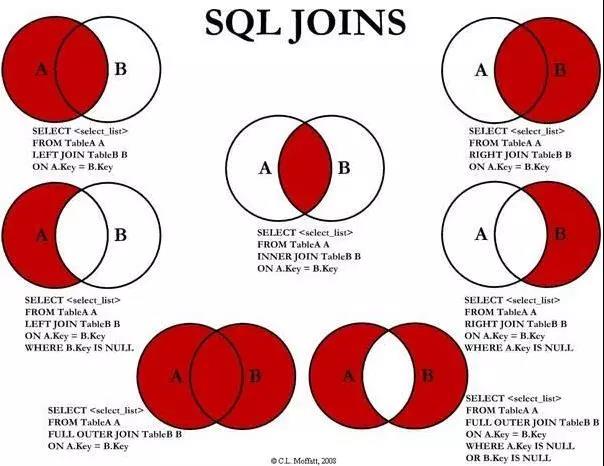 SQL JOINS
A B
SELECT <select_list>
FROM TableA A
LEFT JOIN TableB B
ON A.Key = B.Key
A B
SELECT <select_list>
FROM TableA A
RIGHT JOIN TableB B
ON A.Key = B.Key
A B
SELECT <select_list>
FROM TableA A
INNER JOIN TableB B
ON A.Key = B.Key
A B
SELECT <select_list>
FROM TableA A
LEFT JOIN TableB B
ON A.Key = B.Key
WHERE B.Key IS NULL
A B
SELECT <select_list>
FROM TableA A
RIGHT JOIN TableB B
ON A.Key = B.Key
WHERE A.Key IS NULL
A B
SELECT <select_list>
FROM TableA A
FULL OUTER JOIN TableB B
ON A.Key = B.Key
A B
SELECT <select_list>
FROM TableA A
FULL OUTER JOIN TableB B
ON A.Key = B.Key
WHERE A.Key IS NULL
OR B.Key IS NULL
© C.L. Moffatt, 2008